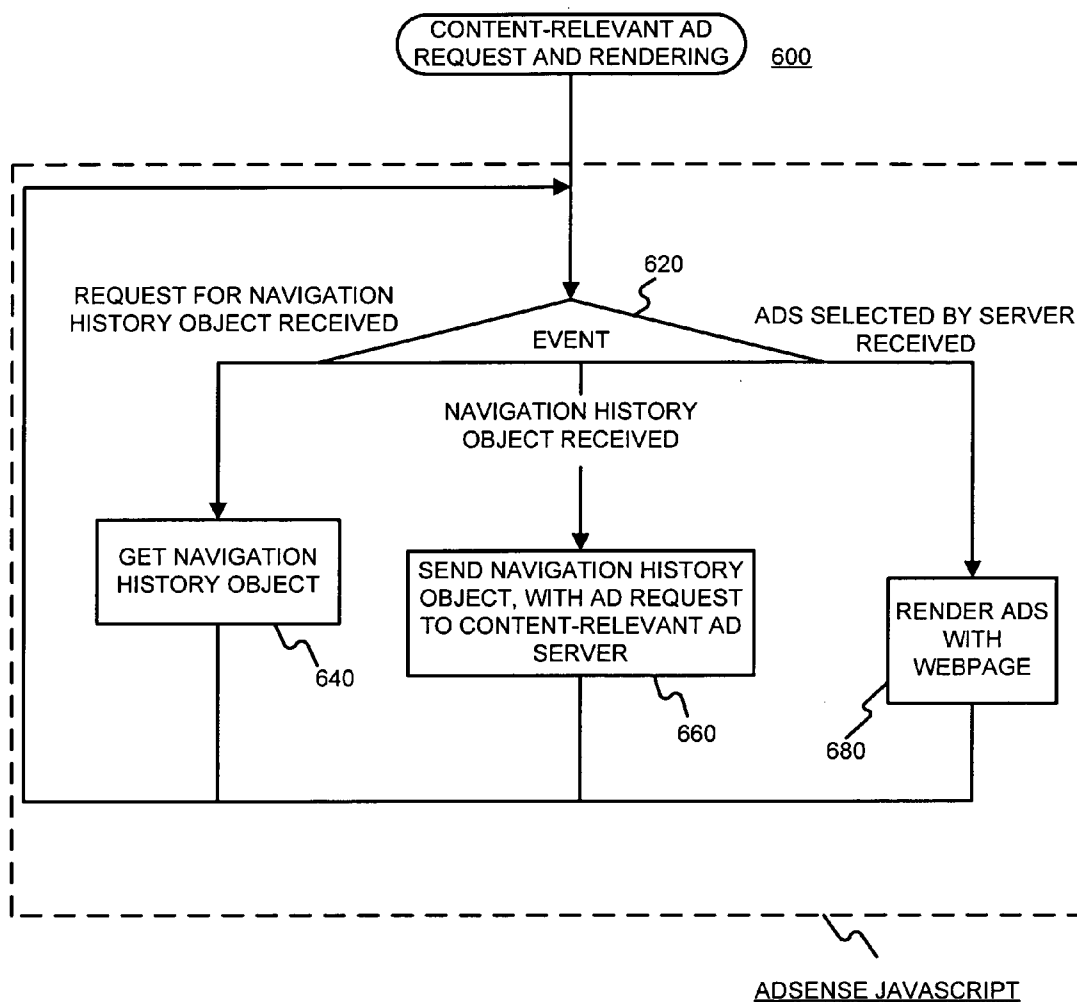 CONTENT-RELEVANT AD
REQUEST AND RENDERING
600
620
REQUEST FOR NAVIGATION
HISTORY OBJECT RECEIVED
EVENT
ADS SELECTED BY SERVER
RECEIVED
NAVIGATION HISTORY
OBJECT RECEIVED
GET NAVIGATION
HISTORY OBJECT
640
SEND NAVIGATION HISTORY
OBJECT, WITH AD REQUEST
TO CONTENT-RELEVANT AD
SERVER
660
RENDER ADS
WITH
WEBPAGE
680
ADSENSE JAVASCRIPT